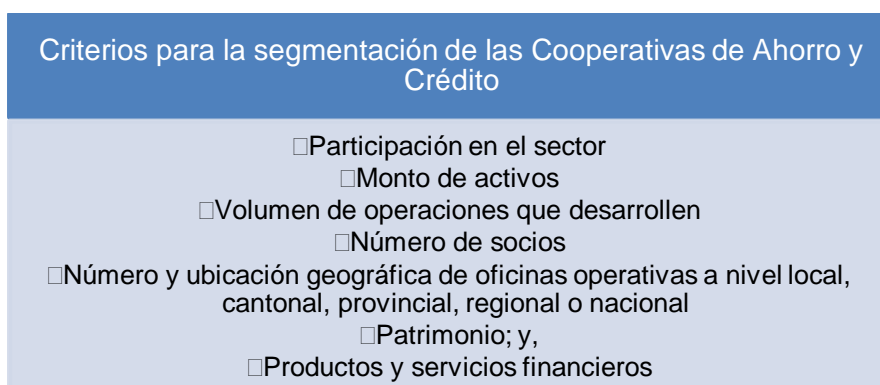 Criterios para la segmentación de las Cooperativas de Ahorro y
Crédito
□Participación en el sector
□Monto de activos
□Volumen de operaciones que desarrollen
□Número de socios
□Número y ubicación geográfica de oficinas operativas a nivel local,
cantonal, provincial, regional o nacional
□Patrimonio; y,
□Productos y servicios financieros